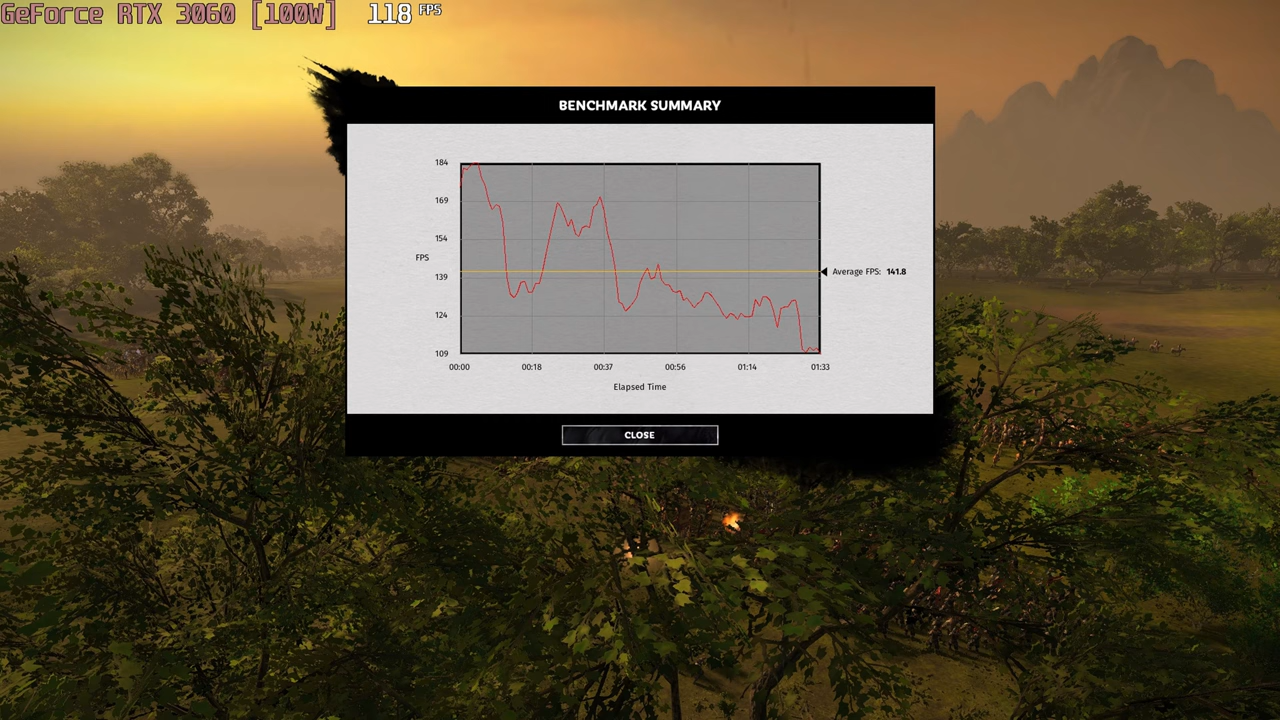 GeForce RTX 3060 [100W] 118 FPS
BENCHMARK SUMMARY
184
169
154
FPS
139
124
109
Average FPS: 141.8
00:00 00:18 00:37 00:56 01:14 01:33
Elapsed Time
CLOSE